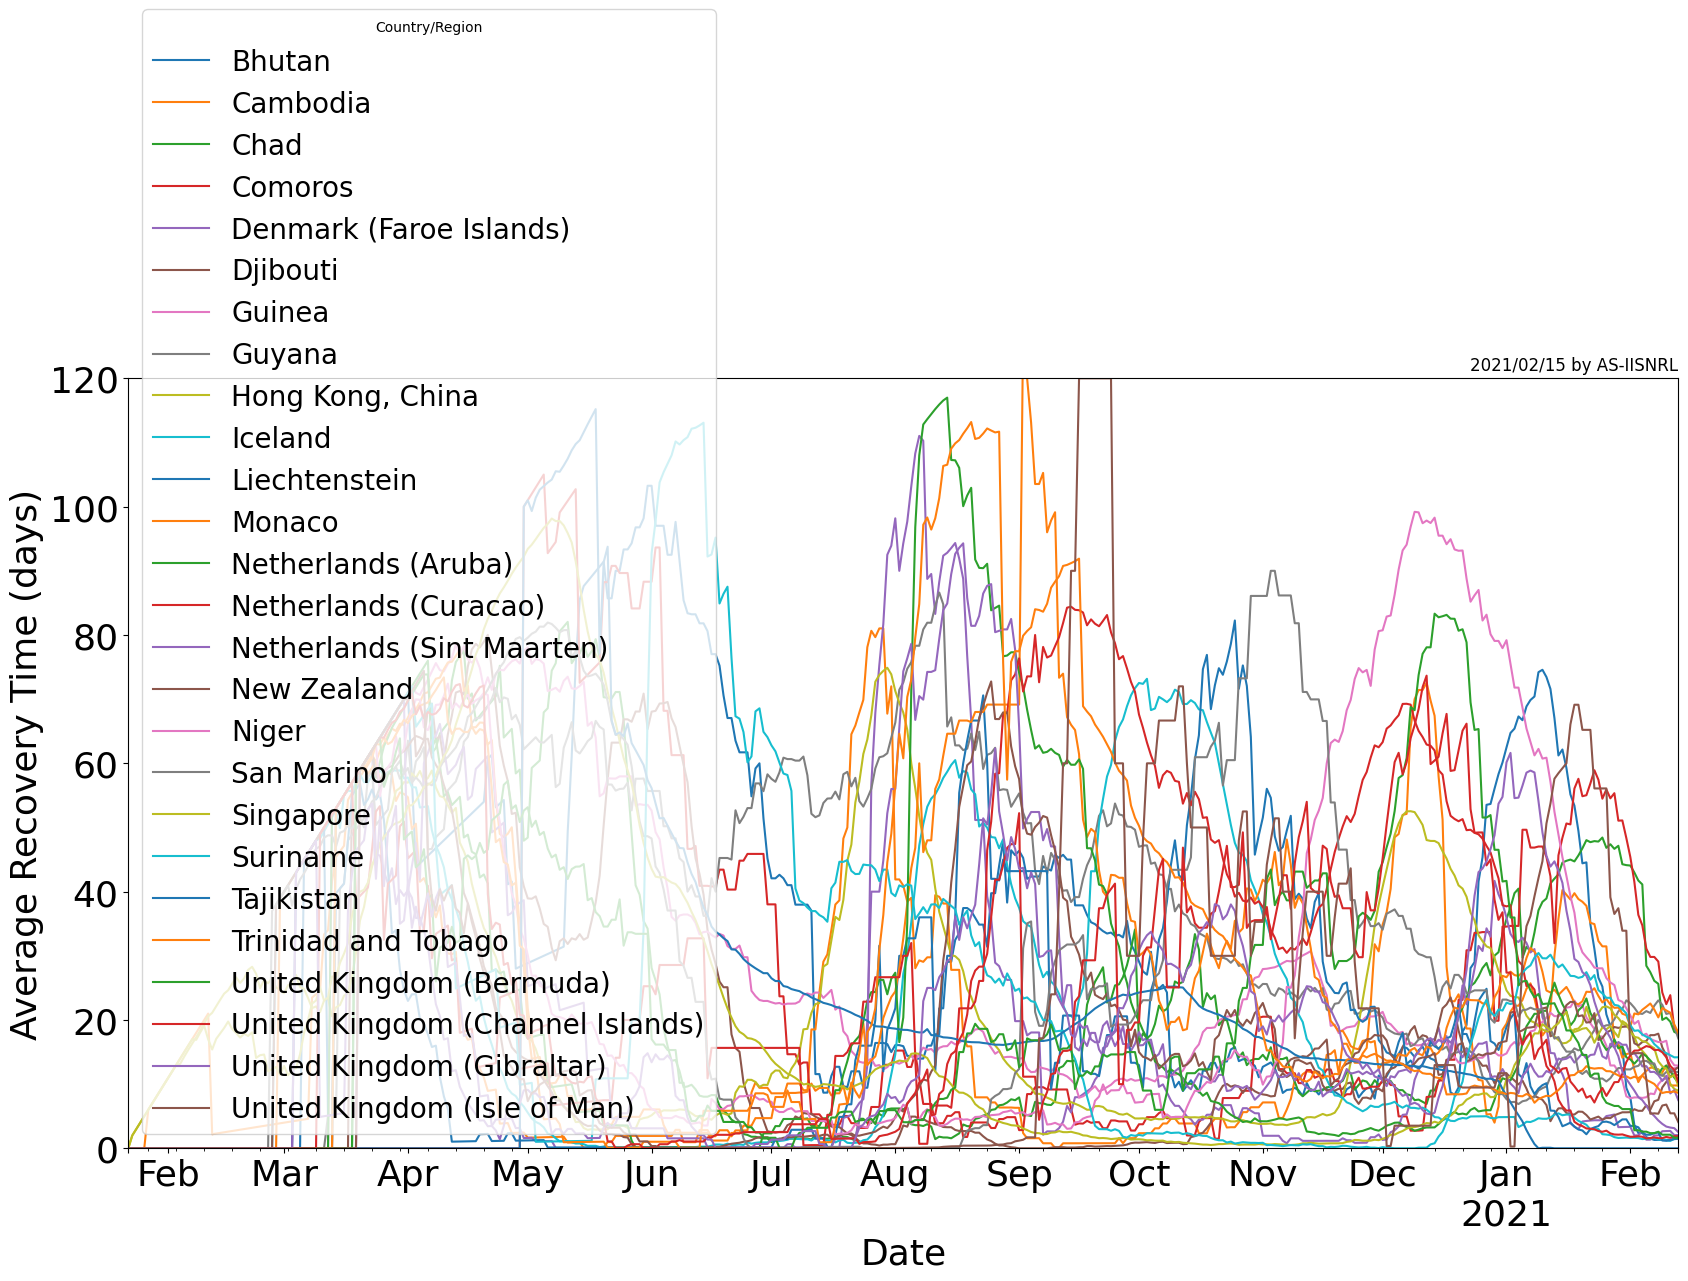 Country/Region
Bhutan
Cambodia
Chad
Comoros
Denmark (Faroe Islands)
Djibouti
Guinea
Guyana
Hong Kong, China
Iceland
Liechtenstein
Monaco
Netherlands (Aruba)
Netherlands (Curacao)
Netherlands (Sint Maarten)
New Zealand
Niger
San Marino
Singapore
Suriname
Tajikistan
Trinidad and Tobago
United Kingdom (Bermuda)
United Kingdom (Channel Islands)
United Kingdom (Gibraltar)
United Kingdom (Isle of Man)
2021/02/15 by AS-IISNRL
Average Recovery Time (days)
120
100
80
60
40
20
0
Feb Mar Apr May Jun Jul Aug Sep Oct Nov Dec Jan Feb
2021
Date